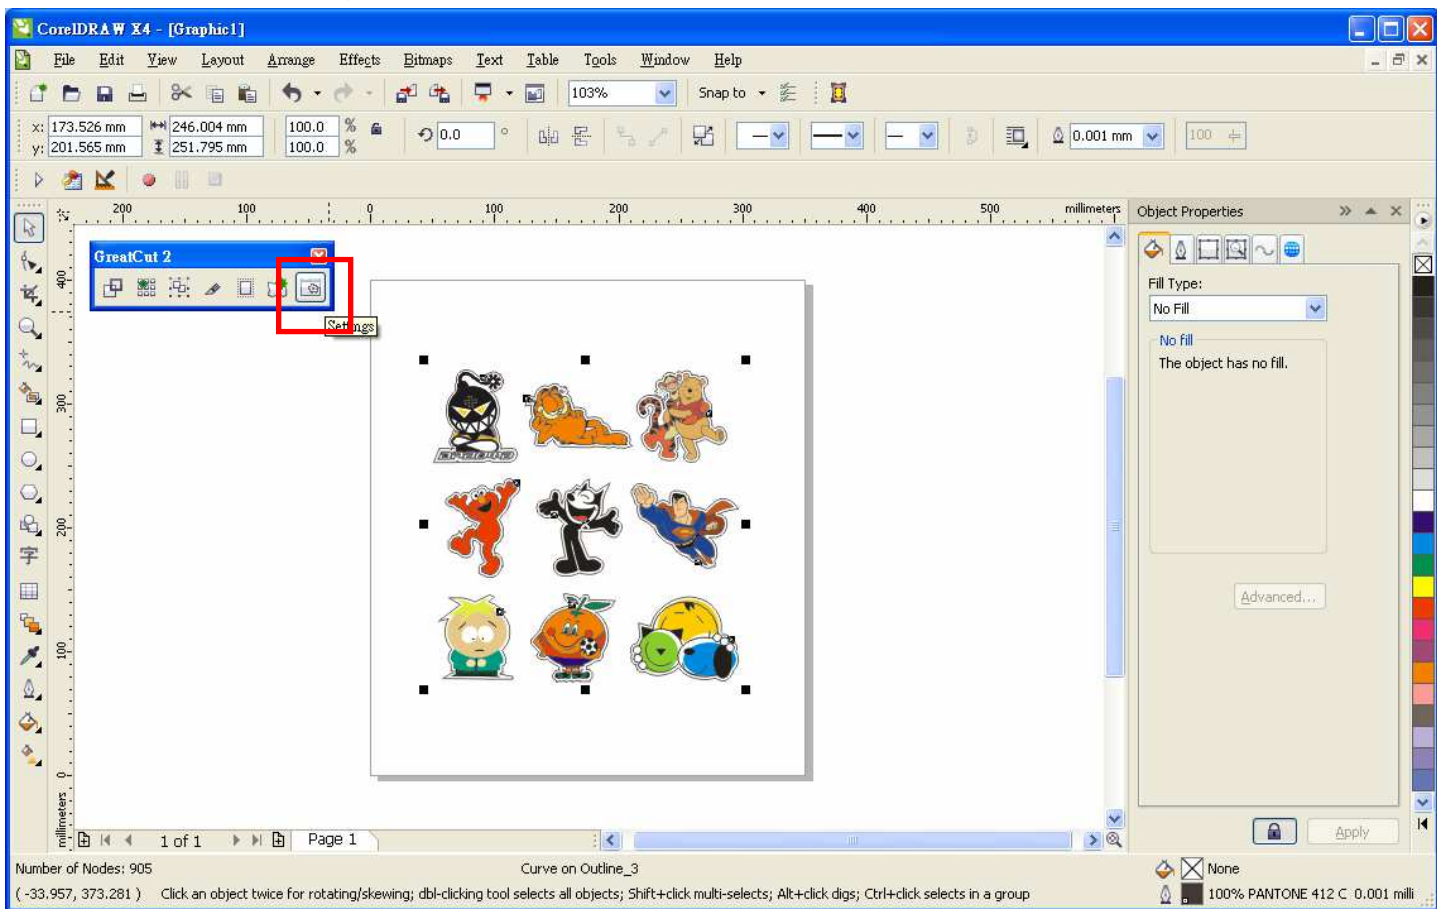 CorelDRAW X4 - [Graphic1]
File Edit View Layout Arrange Effects Bitmaps Text Table Tools Window Help
103% Snap to
x: 173.526 mm 246.004 mm 100.0 % 0.0 ° 0.001 mm 100
y: 201.565 mm 251.795 mm 100.0 %
200 100 0 100 200 300 400 500 millimeters
Object Properties
GreatCut 2
Settings
Fill Type:
No Fill
No fill
The object has no fill.
Advanced...
400
300
200
字
100
0
millimeters
1 of 1 Page 1
Apply
Number of Nodes: 905 Curve on Outline_3 None
( -33.957, 373.281 ) Click an object twice for rotating/skewing; dbl-clicking tool selects all objects; Shift+click multi-selects; Alt+click digs; Ctrl+click selects in a group 100% PANTONE 412 C 0.001 milli